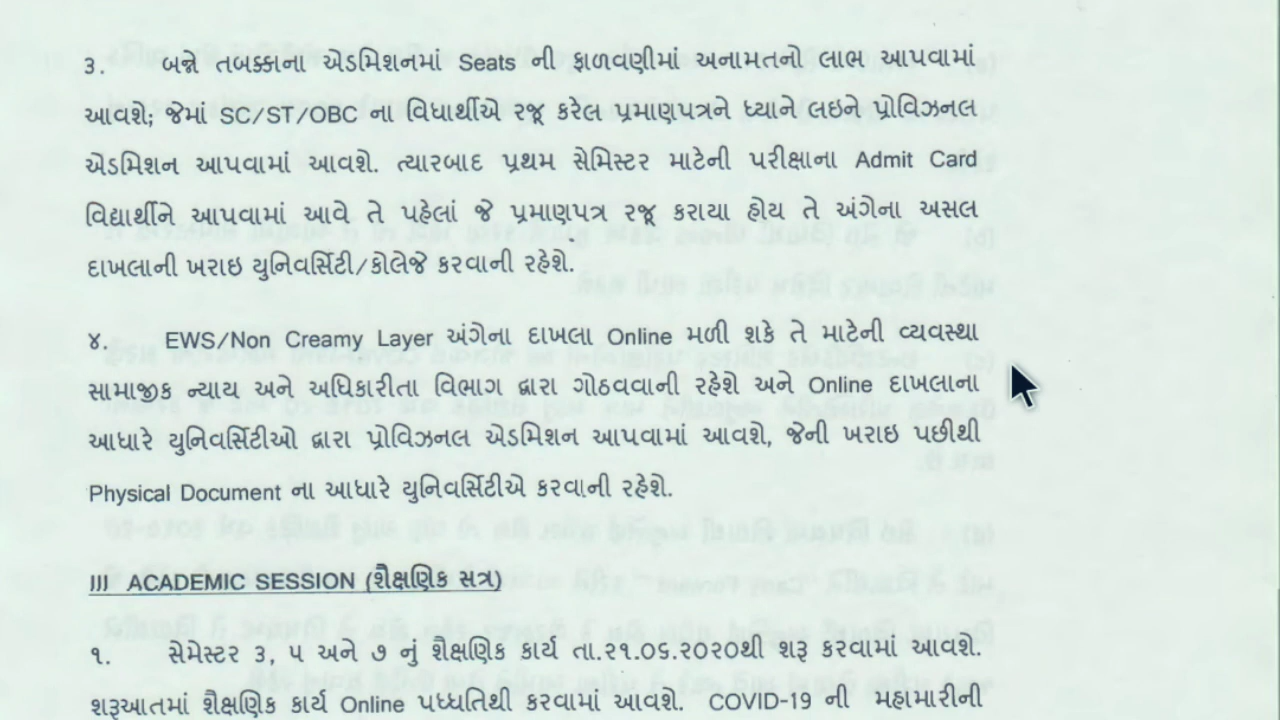 ૩. બન્ને તબક્કાના એડમિશનમાં Seats ની ફાળવણીમાં અનામતનો લાભ આપવામાં
આવશે; જેમાં SC/ST/OBC ના વિધાર્થીએ રજૂ કરેલ પ્રમાણપત્રને ધ્યાને લઇને પ્રોવિઝનલ
એડમિશન આપવામાં આવશે. ત્યારબાદ પ્રથમ સેમિસ્ટર માટેની પરીક્ષાના Admit Card
વિદ્યાર્થીને આપવામાં આવે તે પહેલાં જે પ્રમાણપત્ર રજૂ કરાયા હોય તે અંગેના અસલ
દાખલાની ખરાઇ યુનિવર્સિટી/કોલેજે કરવાની રહેશે.
૪. EWS/Non Creamy Layer અંગેના દાખલા Online મળી શકે તે માટેની વ્યવસ્થા
સામાજીક ન્યાય અને અધિકારીતા વિભાગ દ્વારા ગોઠવવાની રહેશે અને Online દાખલાના
આધારે યુનિવર્સિટીઓ દ્વારા પ્રોવિઝનલ એડમિશન આપવામાં આવશે, જેની ખરાઇ પછીથી
Physical Document ના આધારે યુનિવર્સિટીએ કરવાની રહેશે.
III ACADEMIC SESSION (શૈક્ષણિક સત્ર)
૧. સેમેસ્ટર ૩, ૫ અને ૭ નું શૈક્ષણિક કાર્ય તા.૨૧.૦૬.૨૦૨૦થી શરૂ કરવામાં આવશે.
શરૂઆતમાં શૈક્ષણિક કાર્ય Online પધ્ધતિથી કરવામાં આવશે. COVID-19 ની મહામારીની